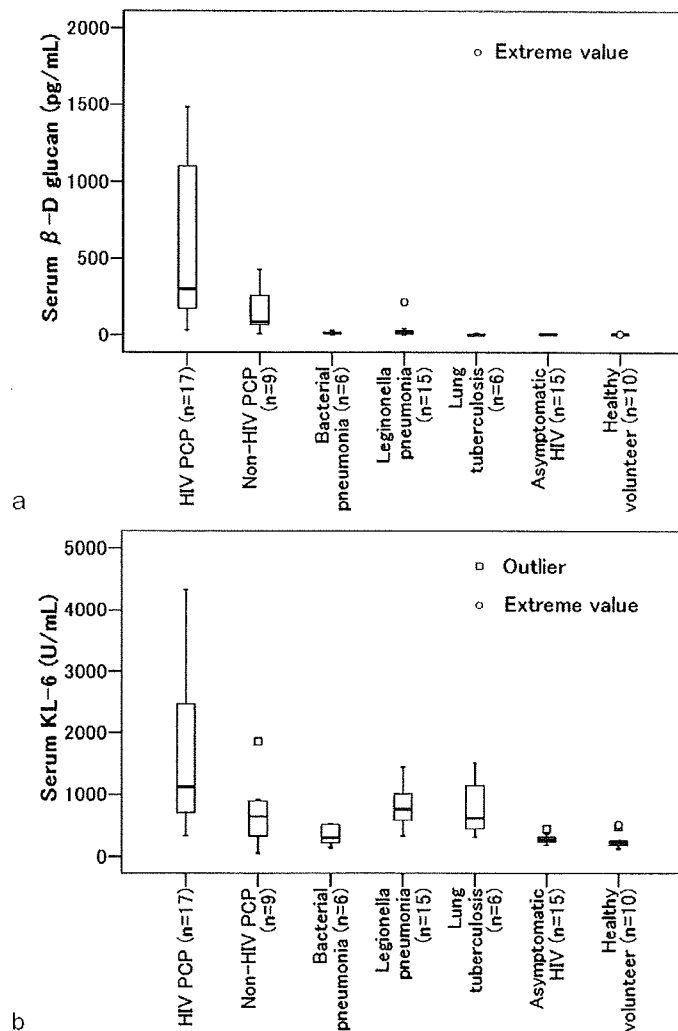 2000
1500
1000
500
0
Serum β-D glucan (pg/mL)
Extreme value
HIV PCP (n=17)
Non-HIV PCP
(n=9)
Bacterial
pneumonia (n=6)
Leginonella
pneumonia
(n=15)
Lung
tuberculosis
(n=6)
Asymptomatic
HIV (n=15)
Healthy
volunteer (n=10)
a
5000
4000
3000
2000
1000
0
Serum KL-6 (U/mL)
Outlier
Extreme value
HIV PCP (n=17)
Non-HIV PCP
(n=9)
Bacterial
pneumonia (n=6)
Legionella
pneumonia
(n=15)
Lung
tuberculosis
(n=6)
Asymptomatic
HIV (n=15)
Healthy
volunteer (n=10)
b